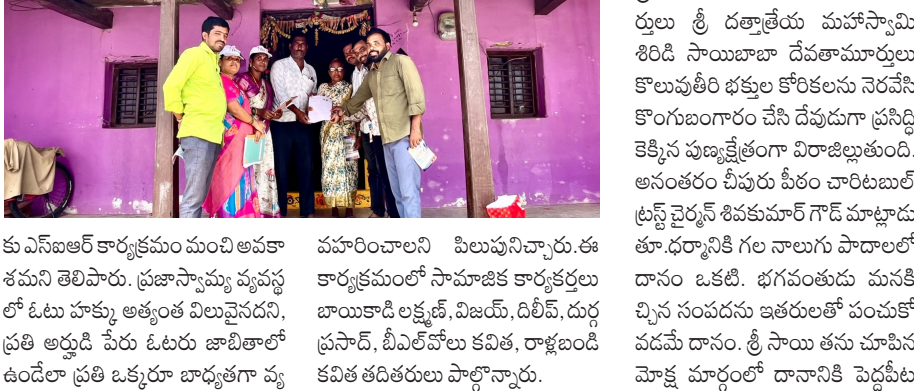 కు ఎస్ఐఆర్ కార్యక్రమం మంచి అవకా
శమని తెలిపారు. ప్రజాస్వామ్య వ్యవస్థ
లో ఓటు హక్కు అత్యంత విలువైనదని,
ప్రతి అర్హుడి పేరు ఓటరు జాబితాలో
ఉండేలా ప్రతి ఒక్కరూ బాధ్యతగా వ్య
వహరించాలని పిలుపునిచ్చారు.ఈ
కార్యక్రమంలో సామాజిక కార్యకర్తలు
బాయికాడి లక్ష్మణ్, విజయ్, దిలీప్, దుర్గ
ప్రసాద్, బీఎల్‌వోలు కవిత, రాళ్లబండి
కవిత తదితరులు పాల్గొన్నారు.
ర్తులు శ్రీ దత్తాత్రేయ మహాస్వామి
శిరిడి సాయిబాబా దేవతామూర్తులు
కొలువుతీరి భక్తుల కోరికలను నెరవేసి
కొంగుబంగారం చేసి దేవుడుగా ప్రసిద్ధి
కెక్కిన పుణ్యక్షేత్రంగా విరాజిల్లుతుంది.
అనంతరం చీపురు పీఠం చారిటబుల్
ట్రస్ట్ చైర్మన్ శివకుమార్ గౌడ్ మాట్లాడు
తూ.ధర్మానికి గల నాలుగు పాదాలలో
దానం ఒకటి. భగవంతుడు మనకి
చ్చిన సంపదను ఇతరులతో పంచుకో
వడమే దానం. శ్రీ సాయి తను చూపిన
మోక్ష మార్గంలో దానానికి పెద్దపీట